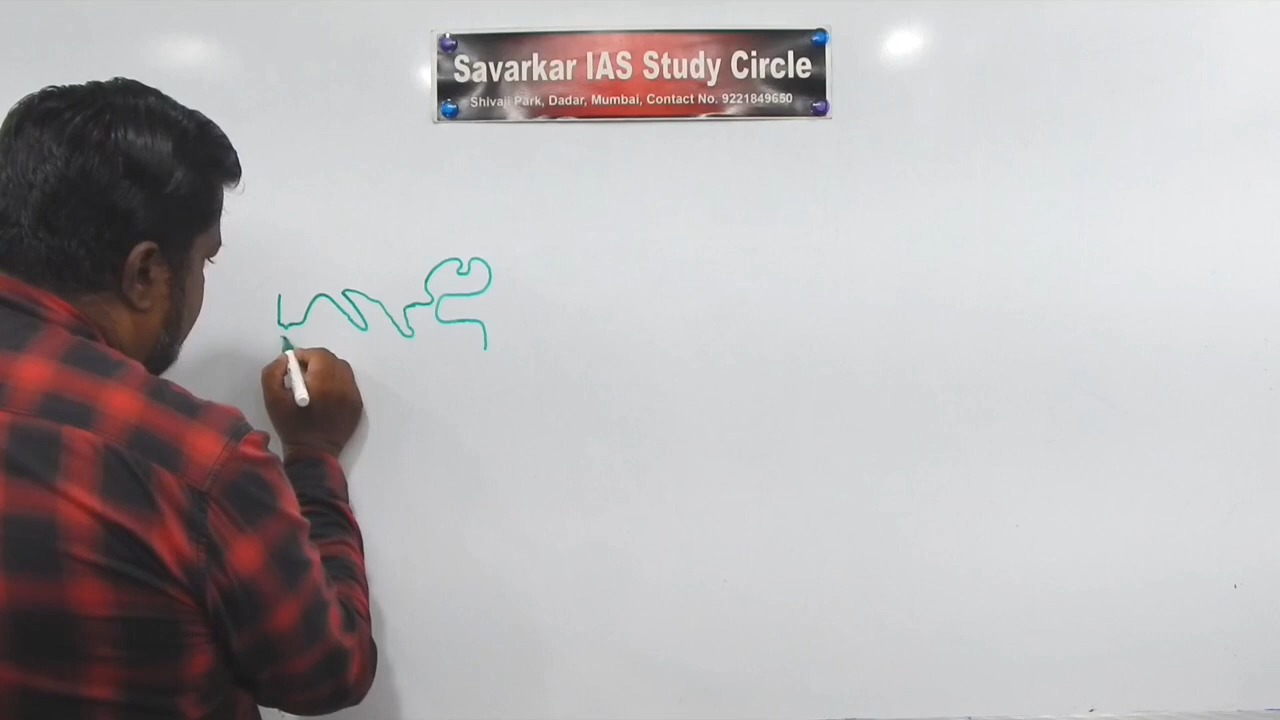 Savarkar IAS Study Circle
Shivaji Park, Dadar, Mumbai, Contact No. 9221849650